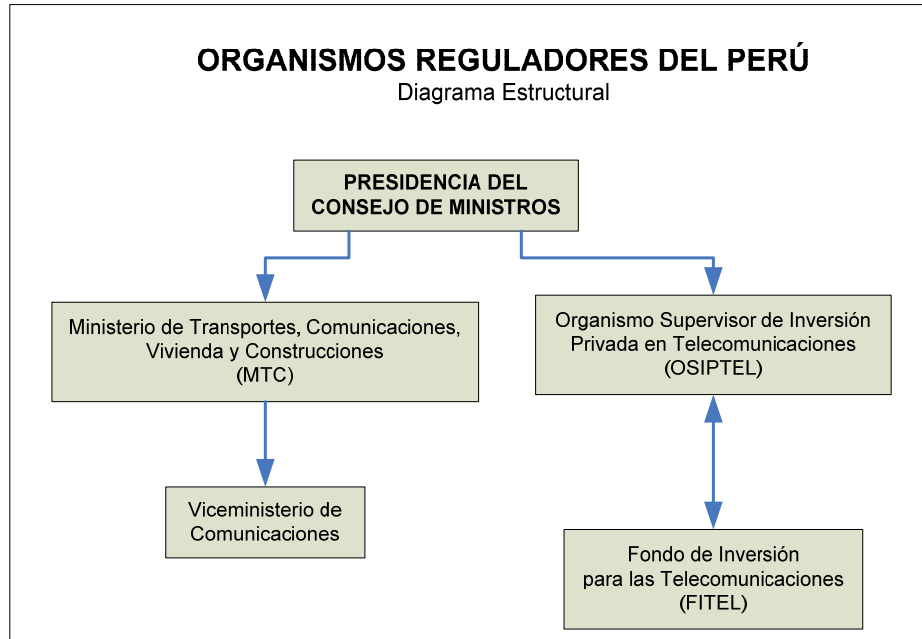 ORGANISMOS REGULADORES DEL PERÚ
Diagrama Estructural
PRESIDENCIA DEL
CONSEJO DE MINISTROS
Ministerio de Transportes, Comunicaciones,
Vivienda y Construcciones
(MTC)
Organismo Supervisor de Inversión
Privada en Telecomunicaciones
(OSIPTEL)
Viceministerio de
Comunicaciones
Fondo de Inversión
para las Telecomunicaciones
(FITEL)